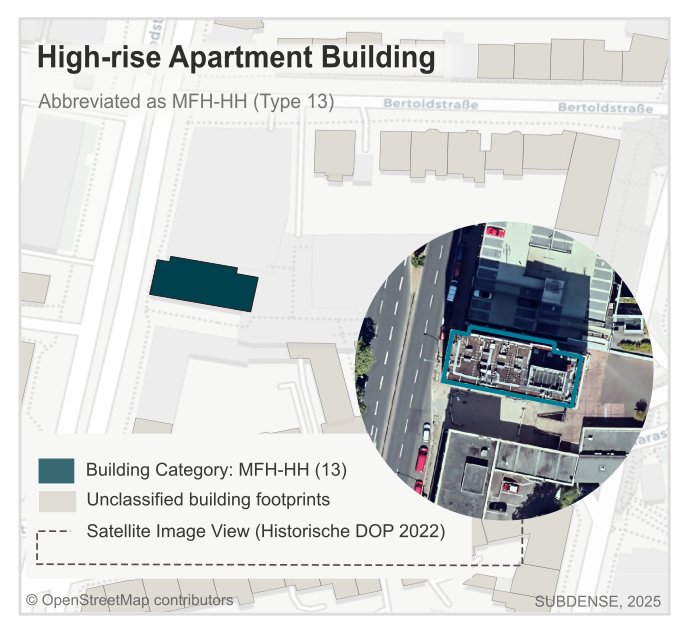 High-rise Apartment Building
Abbreviated as MFH-HH (Type 13)
Bertoldstraße
Bertoldstraße
Building Category: MFH-HH (13)
Unclassified building footprints
Satellite Image View (Historische DOP 2022)
© OpenStreetMap contributors
SUBDENSE, 2025